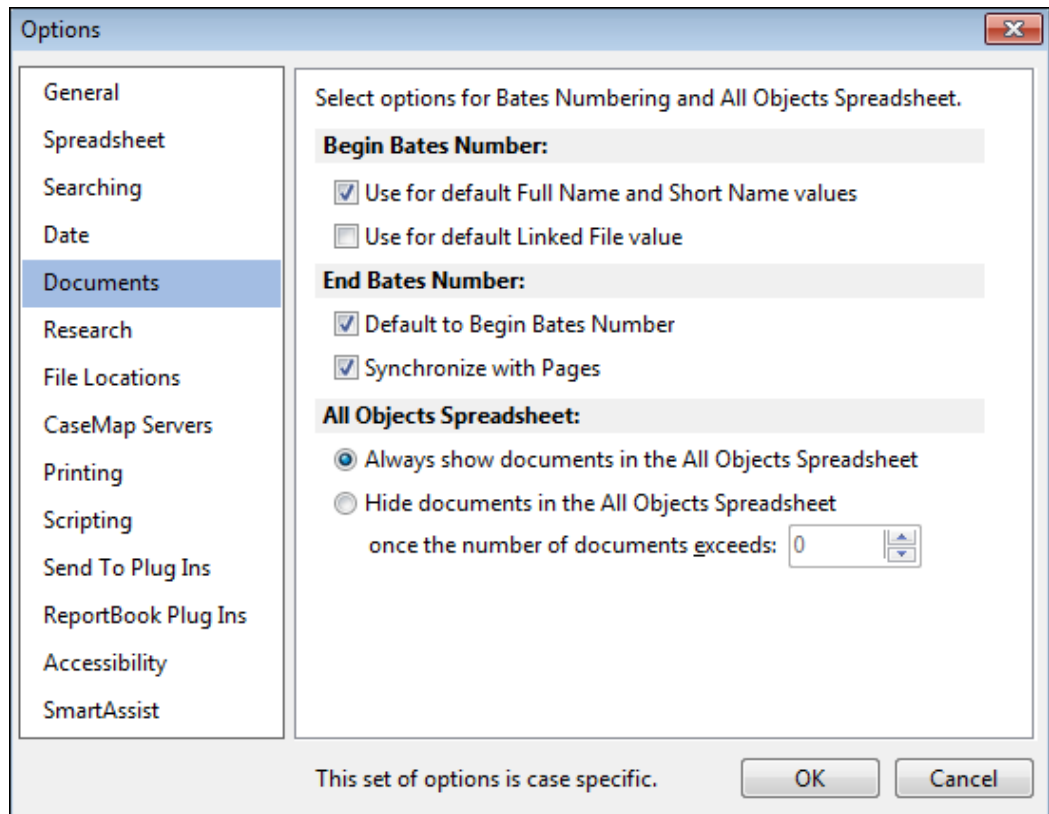 Options
General
Spreadsheet
Searching
Date
Documents
Research
File Locations
CaseMap Servers
Printing
Scripting
Send To Plug Ins
ReportBook Plug Ins
Accessibility
SmartAssist
Select options for Bates Numbering and All Objects Spreadsheet.
Begin Bates Number:
Use for default Full Name and Short Name values
Use for default Linked File value
End Bates Number:
Default to Begin Bates Number
Synchronize with Pages
All Objects Spreadsheet:
Always show documents in the All Objects Spreadsheet
Hide documents in the All Objects Spreadsheet
once the number of documents exceeds: 0
This set of options is case specific.
OK
Cancel